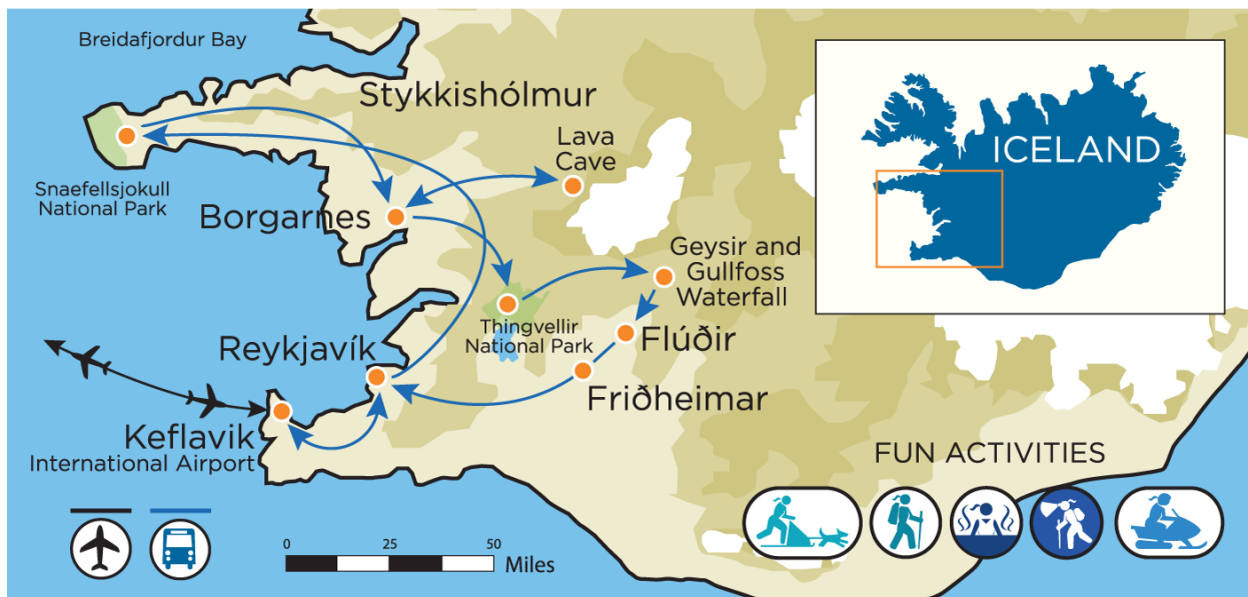 Breidafjordur Bay
Stykkishólmur
Lava
Cave
ICELAND
Snaefellsjokull
National Park
Borgarnes
Geysir and
Gullfoss
Waterfall
Thingvellir
National Park
Flúðir
Reykjavík
Friðheimar
Keflavik
International Airport
FUN ACTIVITIES
0 25 50
Miles